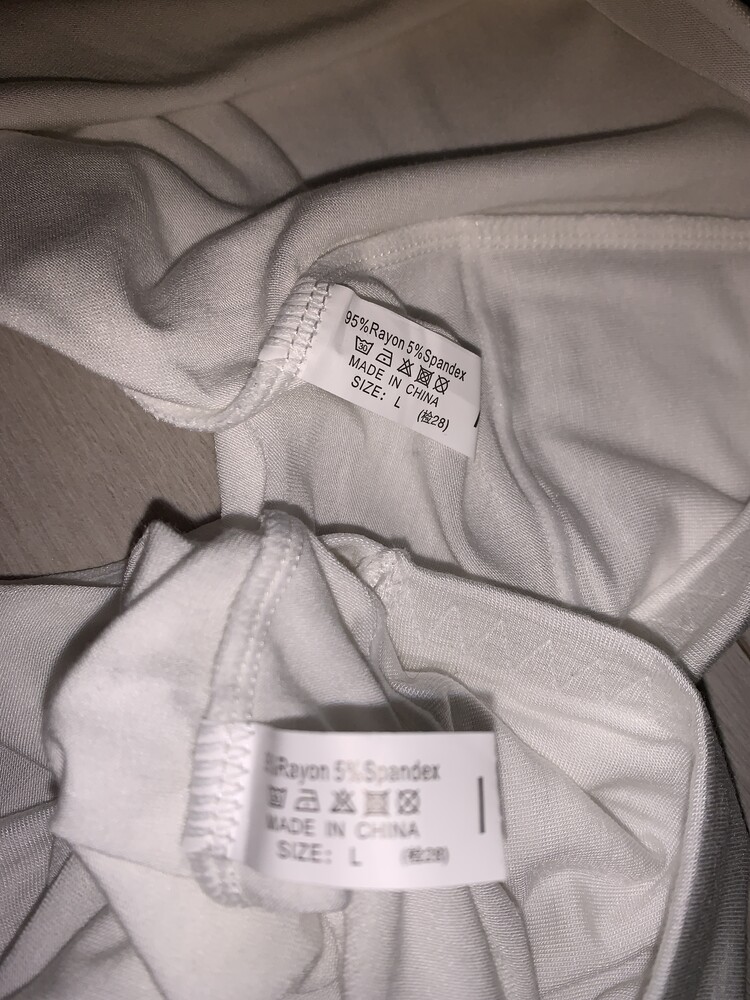 95%Rayon 5%Spandex
30
MADE IN CHINA
SIZE: L (检28)
Rayon 5%Spandex
MADE IN CHINA
SIZE: L (检28)